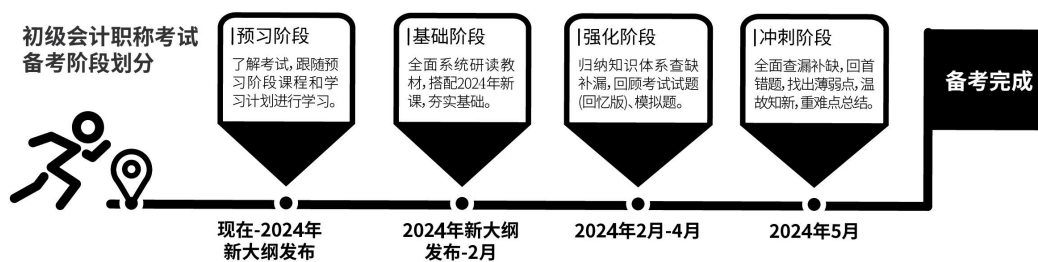 初级会计职称考试
备考阶段划分
|预习阶段
了解考试，跟随预
习阶段课程和学
习计划进行学习。
|基础阶段
全面系统研读教
材，搭配2024年新
课，夯实基础。
|强化阶段
归纳知识体系查缺
补漏，回顾考试试题
(回忆版)、模拟题。
|冲刺阶段
全面查漏补缺，回首
错题，找出薄弱点，温
故知新，重难点总结。
备考完成
现在-2024年
新大纲发布
2024年新大纲
发布-2月
2024年2月-4月
2024年5月